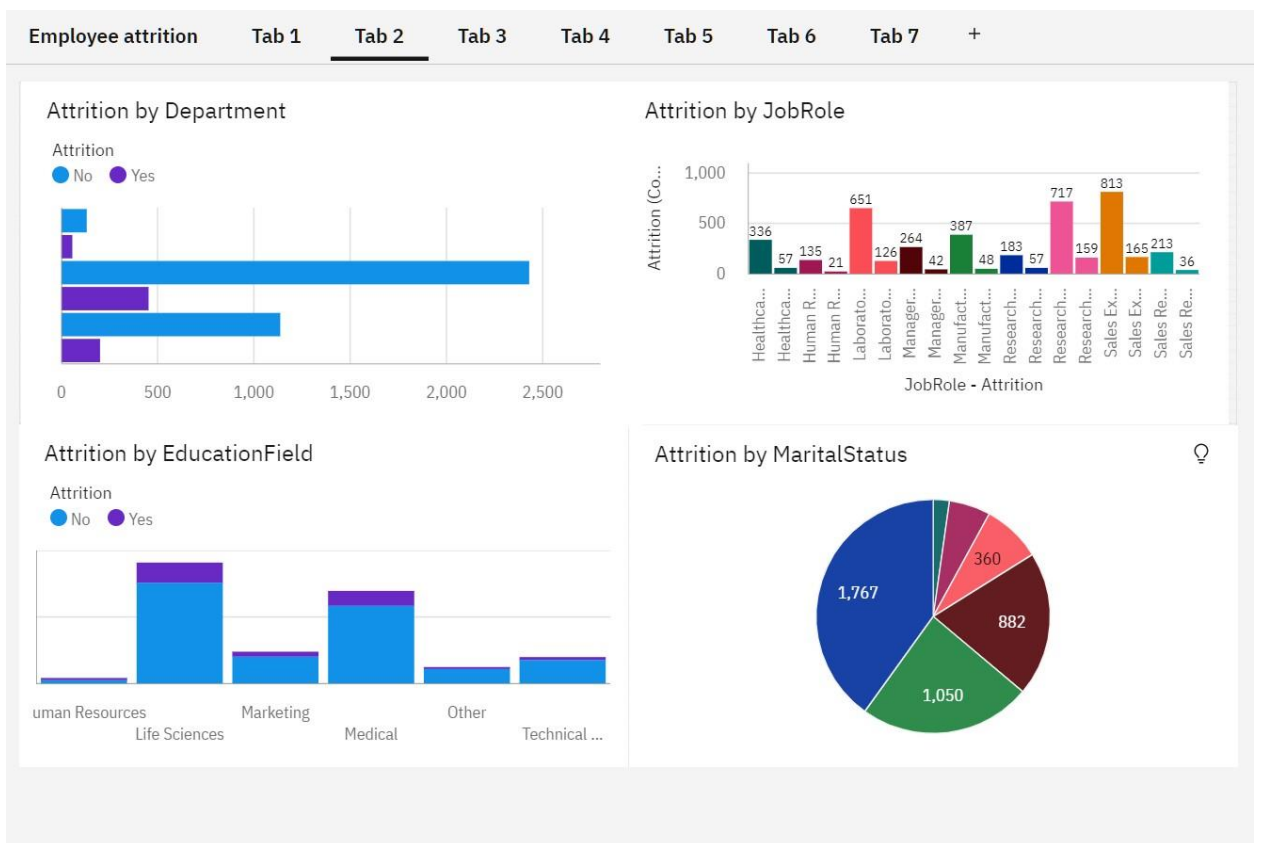 Employee attrition Tab 1 Tab 2 Tab 3 Tab 4 Tab 5 Tab 6 Tab 7 +
Attrition by Department
Attrition
No Yes
0 500 1,000 1,500 2,000 2,500
Attrition by JobRole
Attrition (Co...
1,000
500
0
336 57 135 21 651 126 264 42 387 48 183 57 717 159 813 165 213 36
Healthca...
Healthca...
Human R...
Human R...
Laborato...
Laborato...
Manager...
Manager...
Manufact...
Manufact...
Research...
Research...
Research...
Research...
Sales Ex...
Sales Ex...
Sales Re...
Sales Re...
JobRole - Attrition
Attrition by EducationField
Attrition
No Yes
uman Resources Marketing Other
Life Sciences Medical Technical ...
Attrition by MaritalStatus
360
1,767
882
1,050